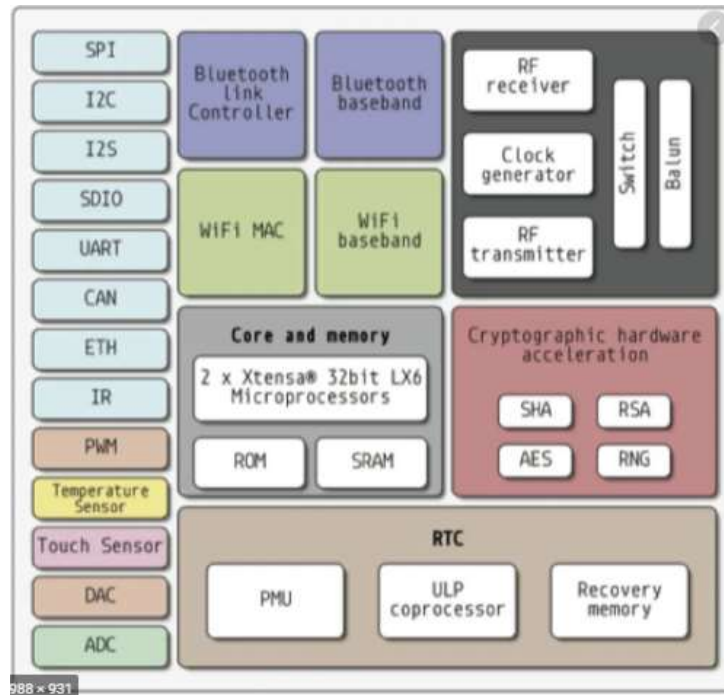 SPI
I2C
I2S
SDIO
UART
CAN
ETH
IR
PWM
Temperature
Sensor
Touch Sensor
DAC
ADC
Bluetooth
link
Controller
Bluetooth
baseband
WiFi MAC
WiFi
baseband
RF
receiver
Clock
generator
RF
transmitter
Switch
Balun
Core and memory
2 x Xtensa® 32bit LX6
Microprocessors
ROM
SRAM
Cryptographic hardware
acceleration
SHA
RSA
AES
RNG
RTC
PMU
ULP
coprocessor
Recovery
memory
988 × 931